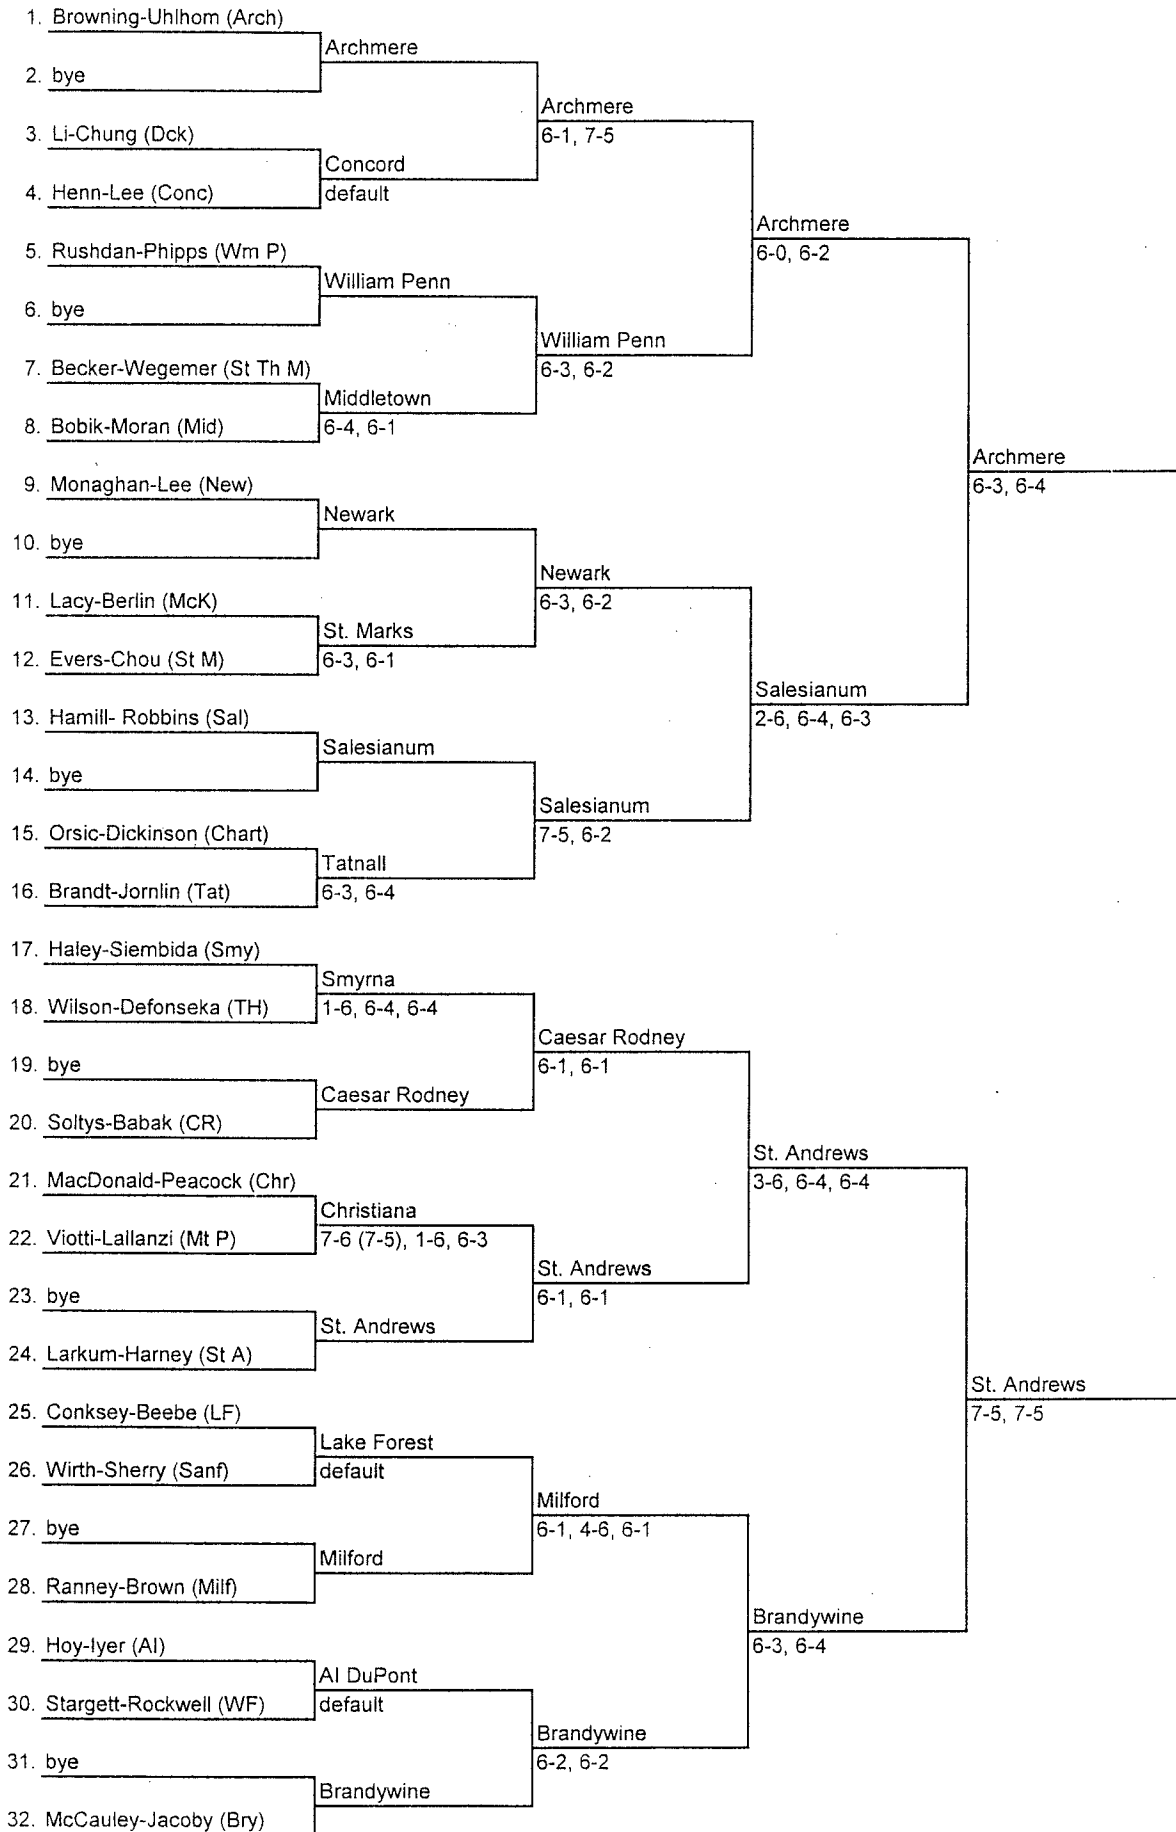 1. Browning-Uhlhom (Arch)
2. bye
3. Li-Chung (Dck)
4. Henn-Lee (Conc)
5. Rushdan-Phipps (Wm P)
6. bye
7. Becker-Wegemer (St Th M)
8. Bobik-Moran (Mid)
9. Monaghan-Lee (New)
10. bye
11. Lacy-Berlin (McK)
12. Evers-Chou (St M)
13. Hamill- Robbins (Sal)
14. bye
15. Orsic-Dickinson (Chart)
16. Brandt-Jornlin (Tat)
17. Haley-Siembida (Smy)
18. Wilson-Defonseka (TH)
19. bye
20. Soltys-Babak (CR)
21. MacDonald-Peacock (Chr)
22. Viotti-Lallanzi (Mt P)
23. bye
24. Larkum-Harney (St A)
25. Conksey-Beebe (LF)
26. Wirth-Sherry (Sanf)
27. bye
28. Ranney-Brown (Milf)
29. Hoy-Iyer (AI)
30. Stargett-Rockwell (WF)
31. bye
32. McCauley-Jacoby (Bry)
Archmere
Concord
default
William Penn
Middletown
6-4, 6-1
Newark
St. Marks
6-3, 6-1
Salesianum
Tatnall
6-3, 6-4
Smyrna
1-6, 6-4, 6-4
Caesar Rodney
Christiana
7-6 (7-5), 1-6, 6-3
St. Andrews
Lake Forest
default
Milford
AI DuPont
default
Brandywine
Archmere
6-1, 7-5
William Penn
6-3, 6-2
Newark
6-3, 6-2
Salesianum
7-5, 6-2
Caesar Rodney
6-1, 6-1
St. Andrews
6-1, 6-1
Milford
6-1, 4-6, 6-1
Brandywine
6-2, 6-2
Archmere
6-0, 6-2
Salesianum
2-6, 6-4, 6-3
St. Andrews
3-6, 6-4, 6-4
Brandywine
6-3, 6-4
Archmere
6-3, 6-4
St. Andrews
7-5, 7-5